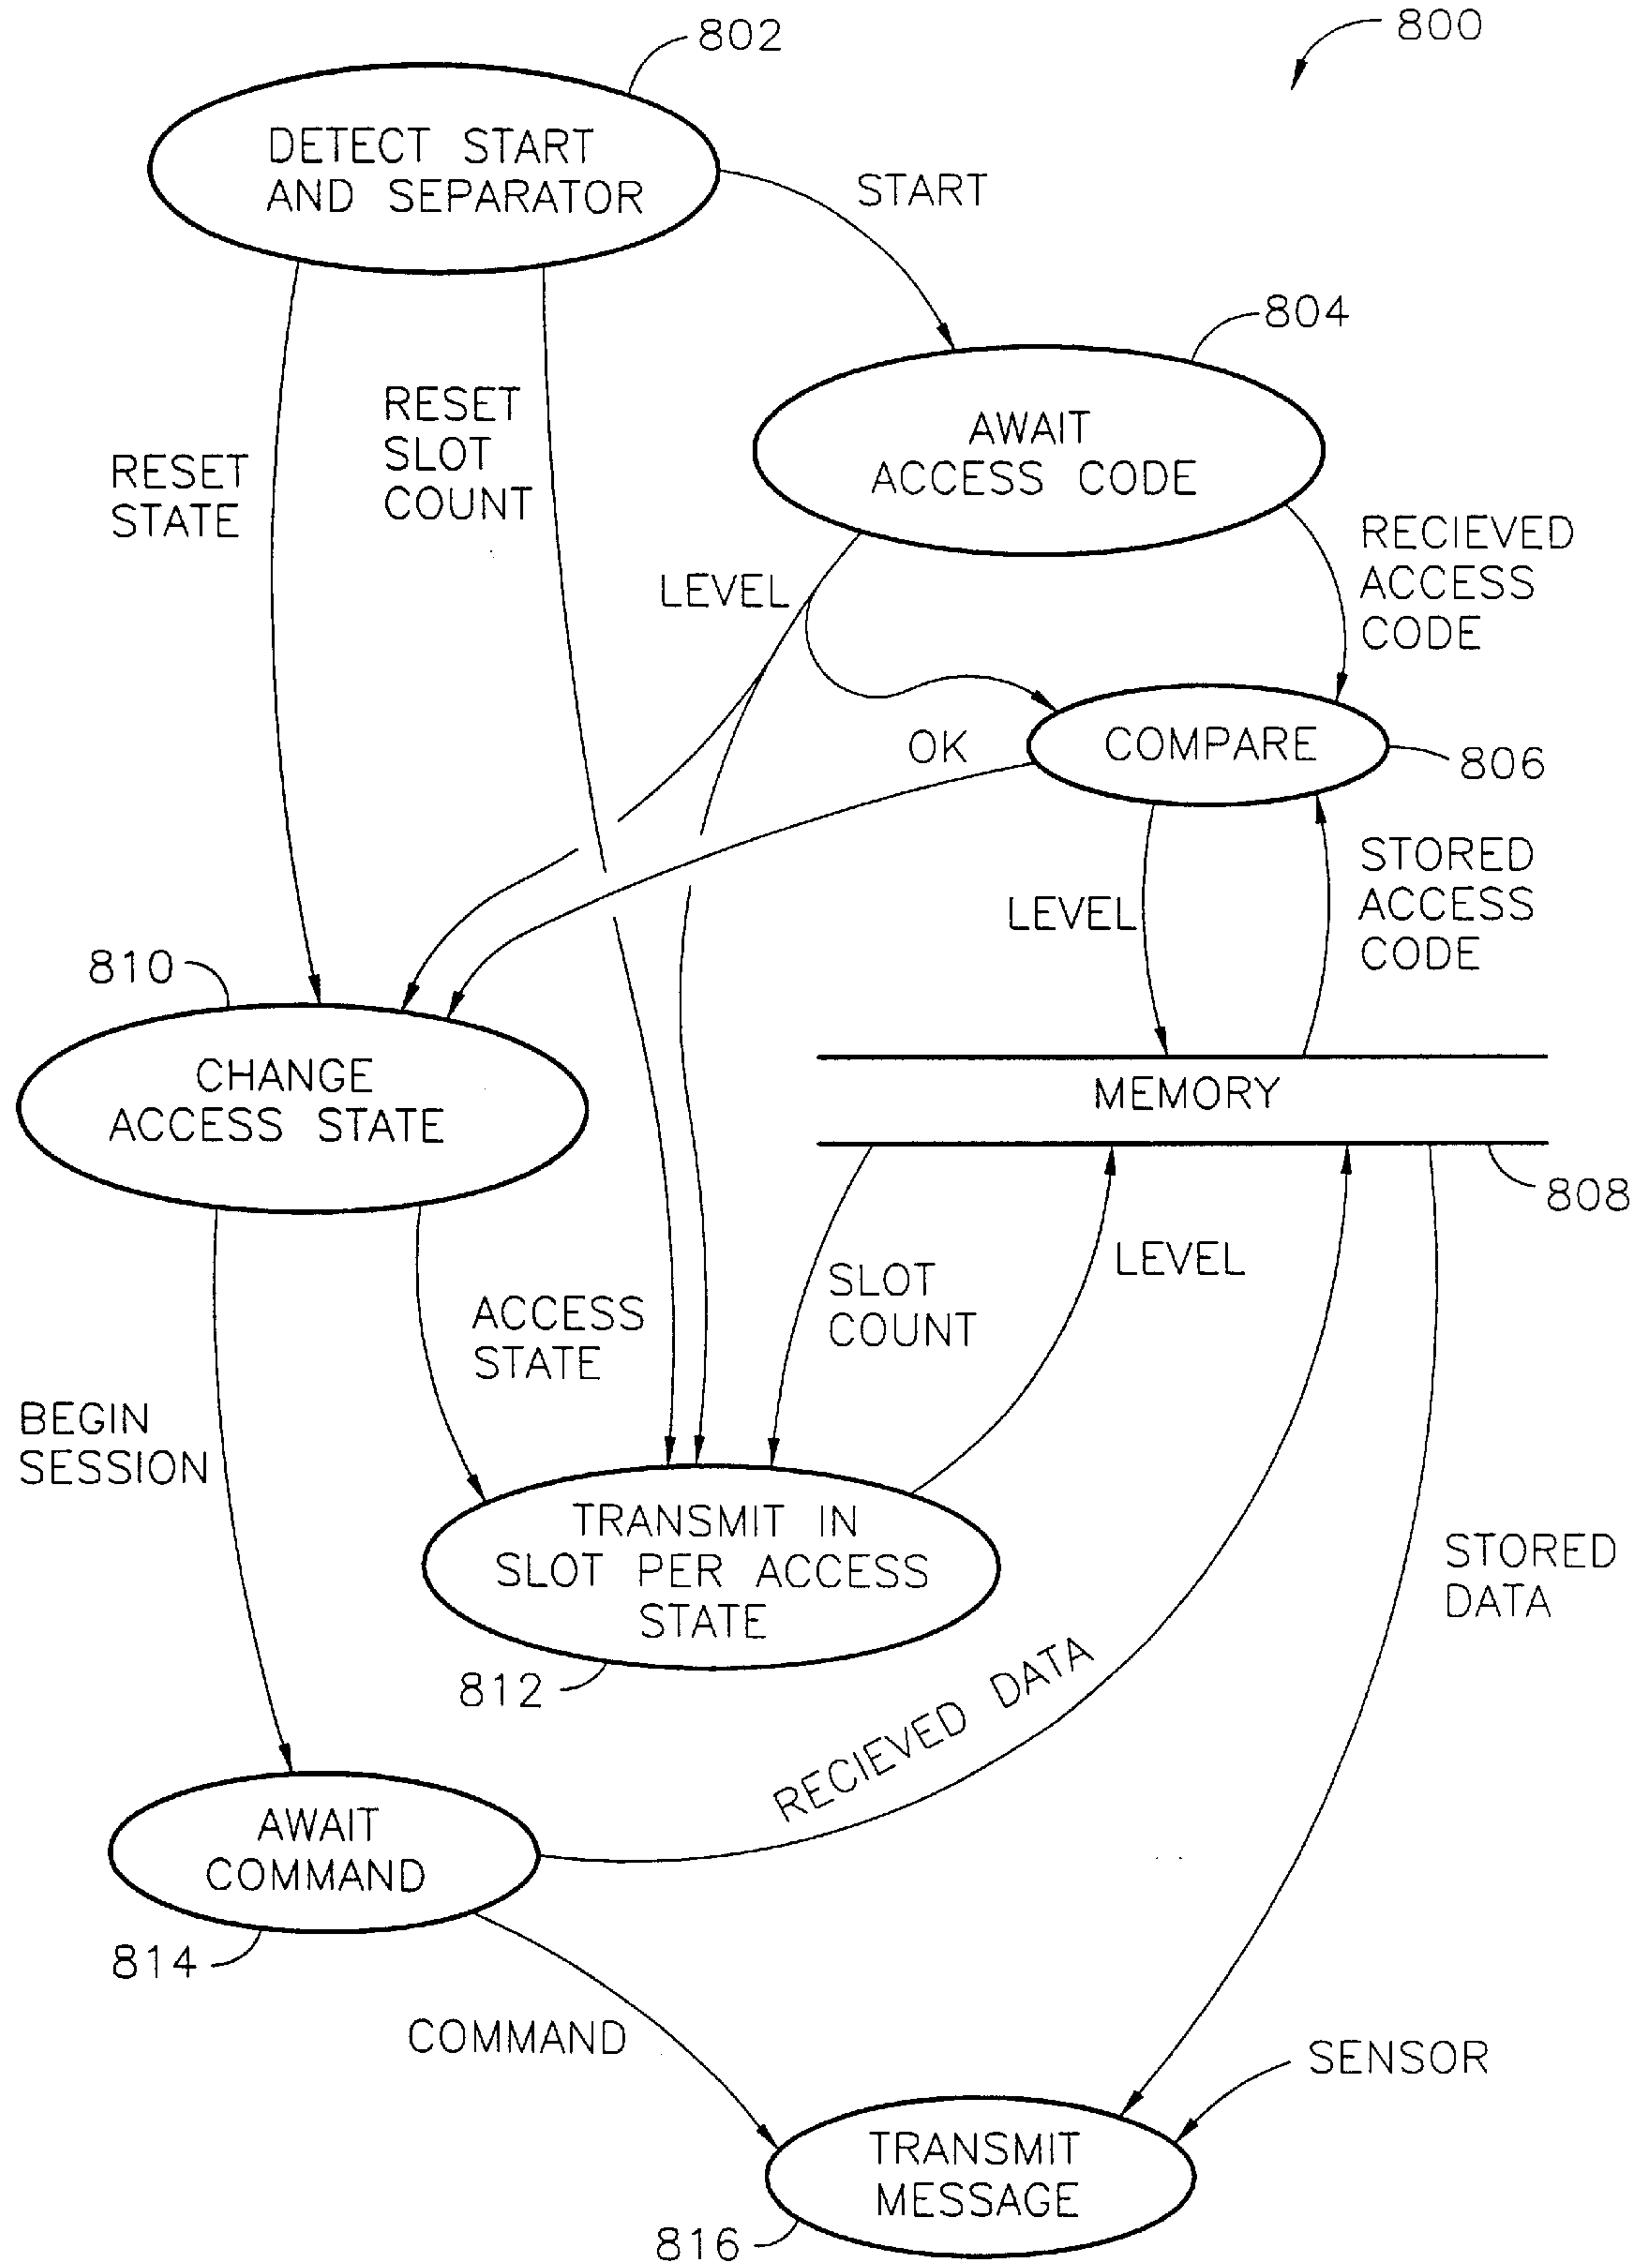 800
802
DETECT START
AND SEPARATOR
START
804
AWAIT
ACCESS CODE
RESET
STATE
RESET
SLOT
COUNT
LEVEL
RECIEVED
ACCESS
CODE
OK
COMPARE
806
LEVEL
STORED
ACCESS
CODE
810
CHANGE
ACCESS STATE
MEMORY
808
SLOT
COUNT
LEVEL
ACCESS
STATE
BEGIN
SESSION
TRANSMIT IN
SLOT PER ACCESS
STATE
812
STORED
DATA
RECIEVED DATA
AWAIT
COMMAND
814
COMMAND
SENSOR
TRANSMIT
MESSAGE
816